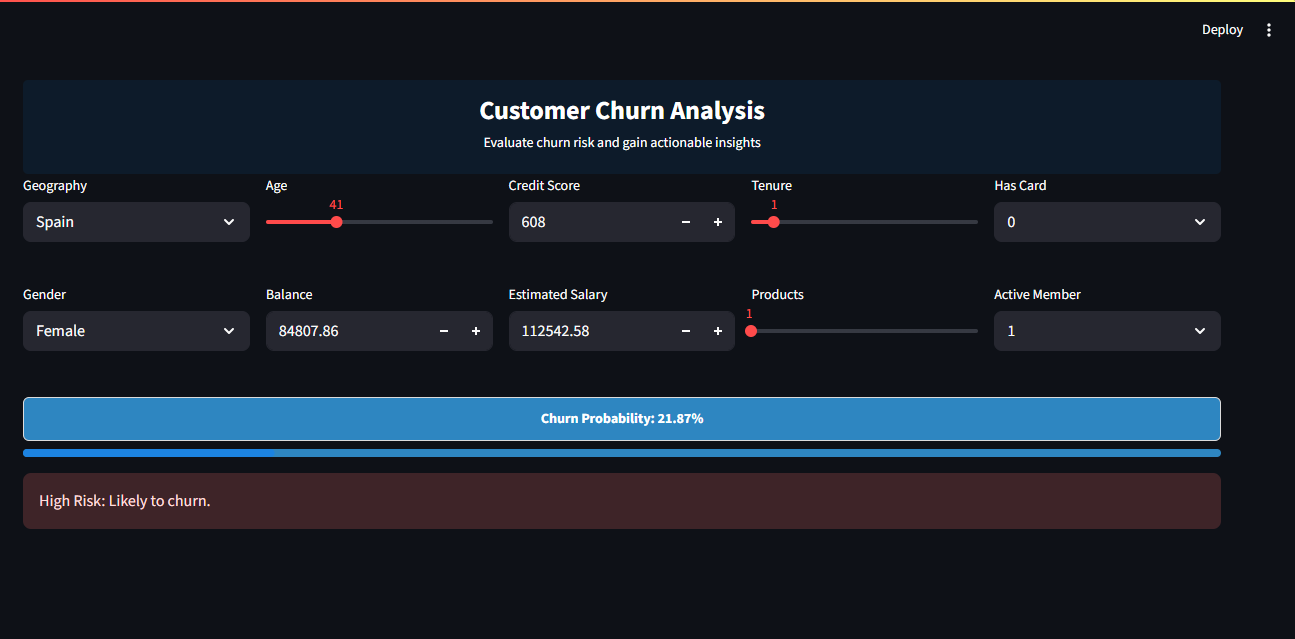 Deploy
Customer Churn Analysis
Evaluate churn risk and gain actionable insights
Geography
Age
Credit Score
Tenure
Has Card
41
1
Spain
608
0
Gender
Balance
Estimated Salary
Products
Active Member
1
Female
84807.86
112542.58
1
Churn Probability: 21.87%
High Risk: Likely to churn.